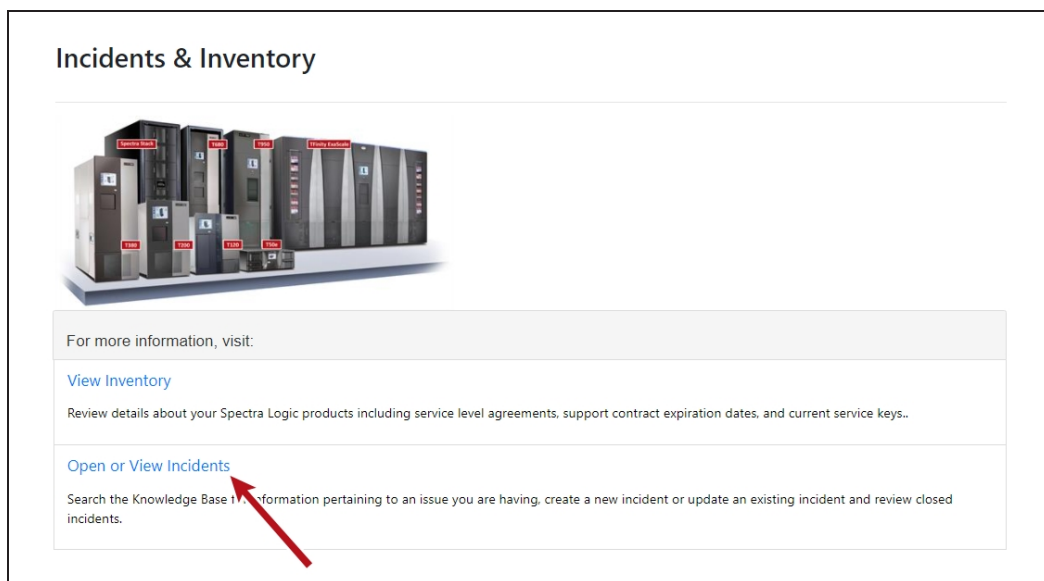 Incidents & Inventory
Spectra Stack
T680
T950
TFinity ExaScale
T380
T200
T120
T50e
For more information, visit:
View Inventory
Review details about your Spectra Logic products including service level agreements, support contract expiration dates, and current service keys..
Open or View Incidents
Search the Knowledge Base information pertaining to an issue you are having, create a new incident or update an existing incident and review closed
incidents.